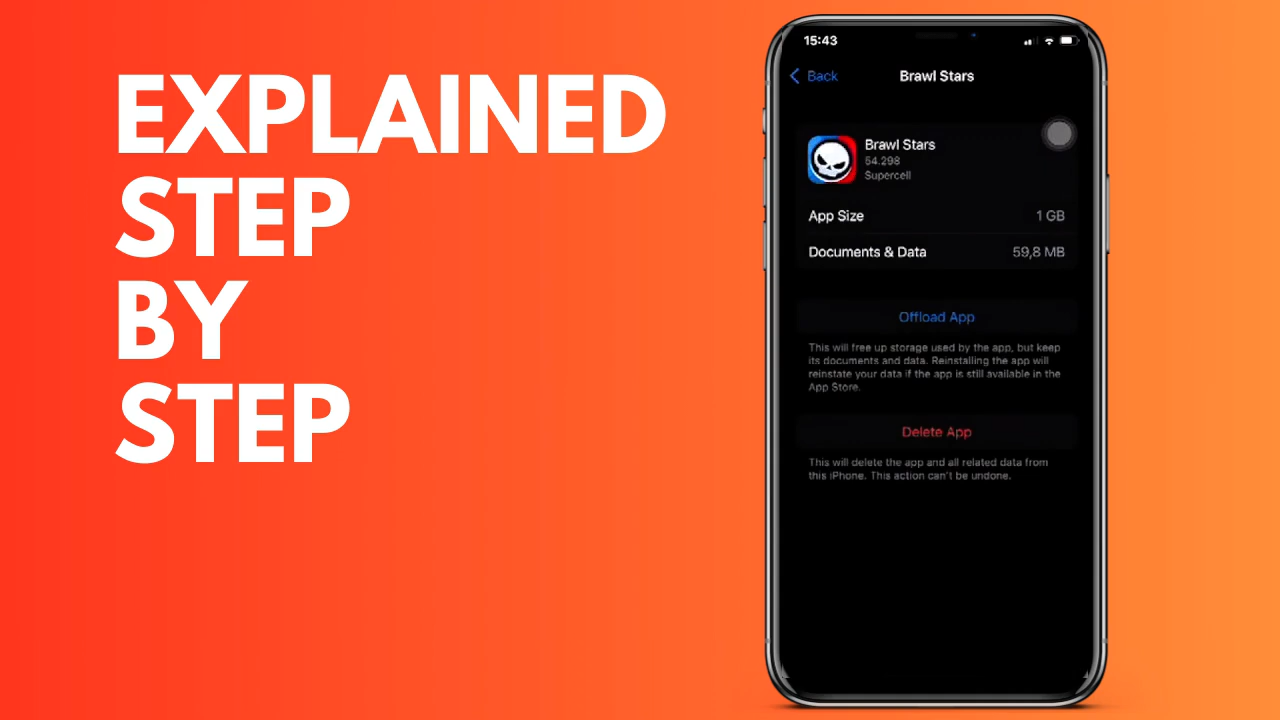 EXPLAINED
STEP
BY
STEP
15:43
Back
Brawl Stars
Brawl Stars
54.298
Supercell
App Size
1 GB
Documents & Data
59,8 MB
Offload App
This will free up storage used by the app, but keep
its documents and data. Reinstalling the app will
reinstate your data if the app is still available in the
App Store.
Delete App
This will delete the app and all related data from
this iPhone. This action can't be undone.